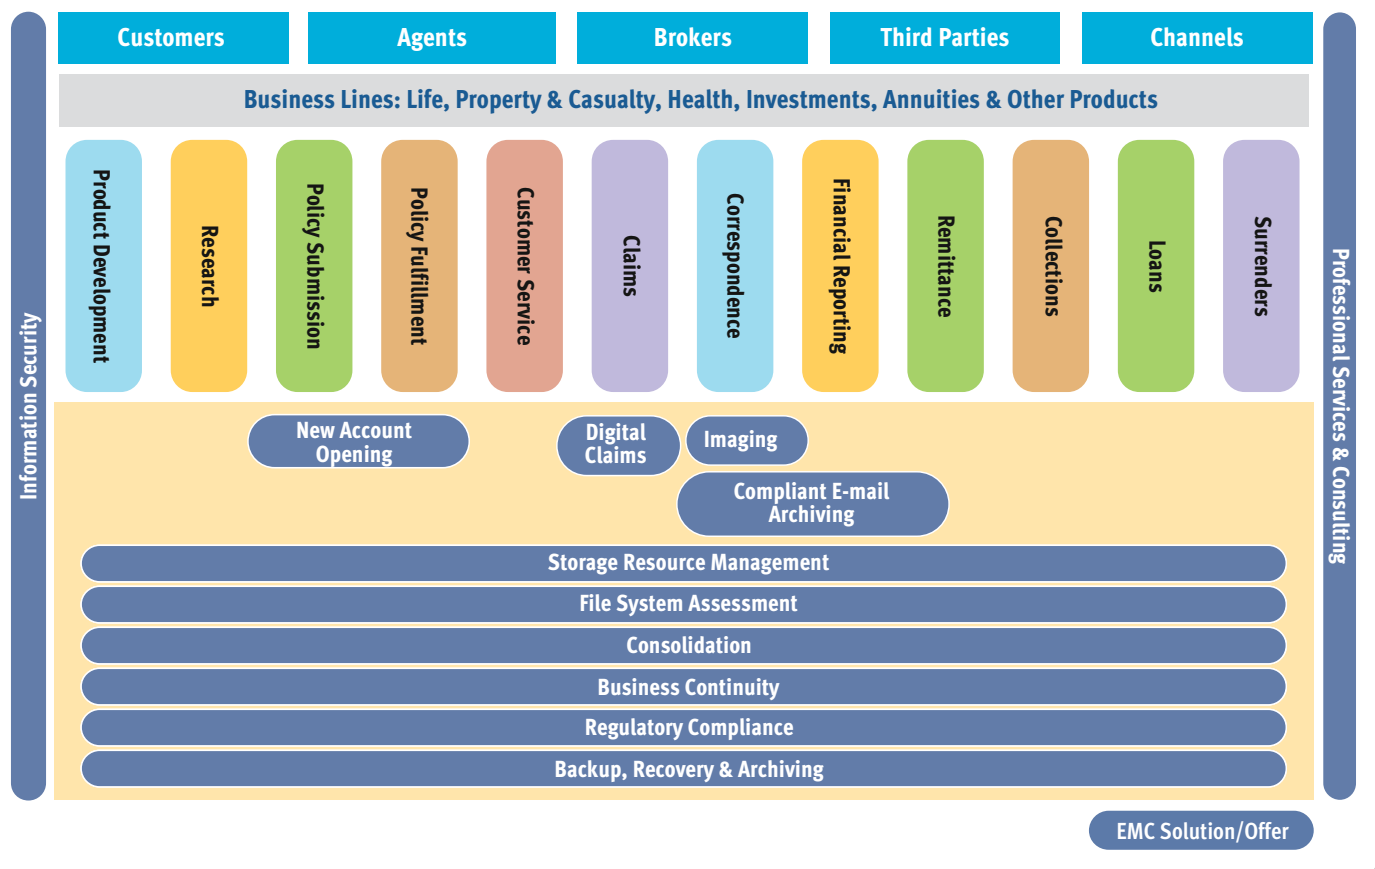 Customers
Agents
Brokers
Third Parties
Channels
Business Lines: Life, Property & Casualty, Health, Investments, Annuities & Other Products
Information Security
Product Development
Research
Policy Submission
Policy Fulfillment
Customer Service
Claims
Correspondence
Financial Reporting
Remittance
Collections
Loans
Surrenders
Professional Services & Consulting
New Account
Opening
Digital
Claims
Imaging
Compliant E-mail
Archiving
Storage Resource Management
File System Assessment
Consolidation
Business Continuity
Regulatory Compliance
Backup, Recovery & Archiving
EMC Solution/Offer